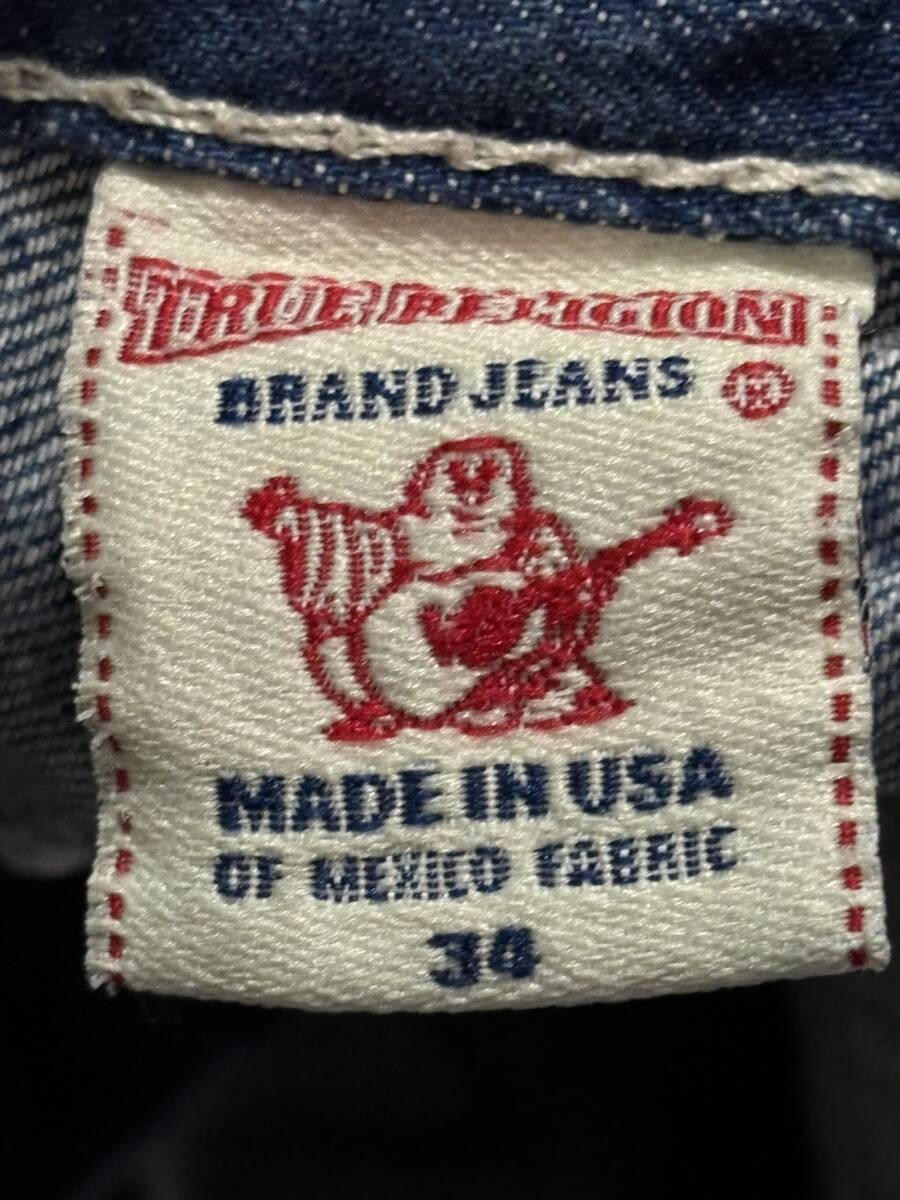 TRUE RELIGION
BRAND JEANS ®
MADE IN USA
OF MEXICO FABRIC
34